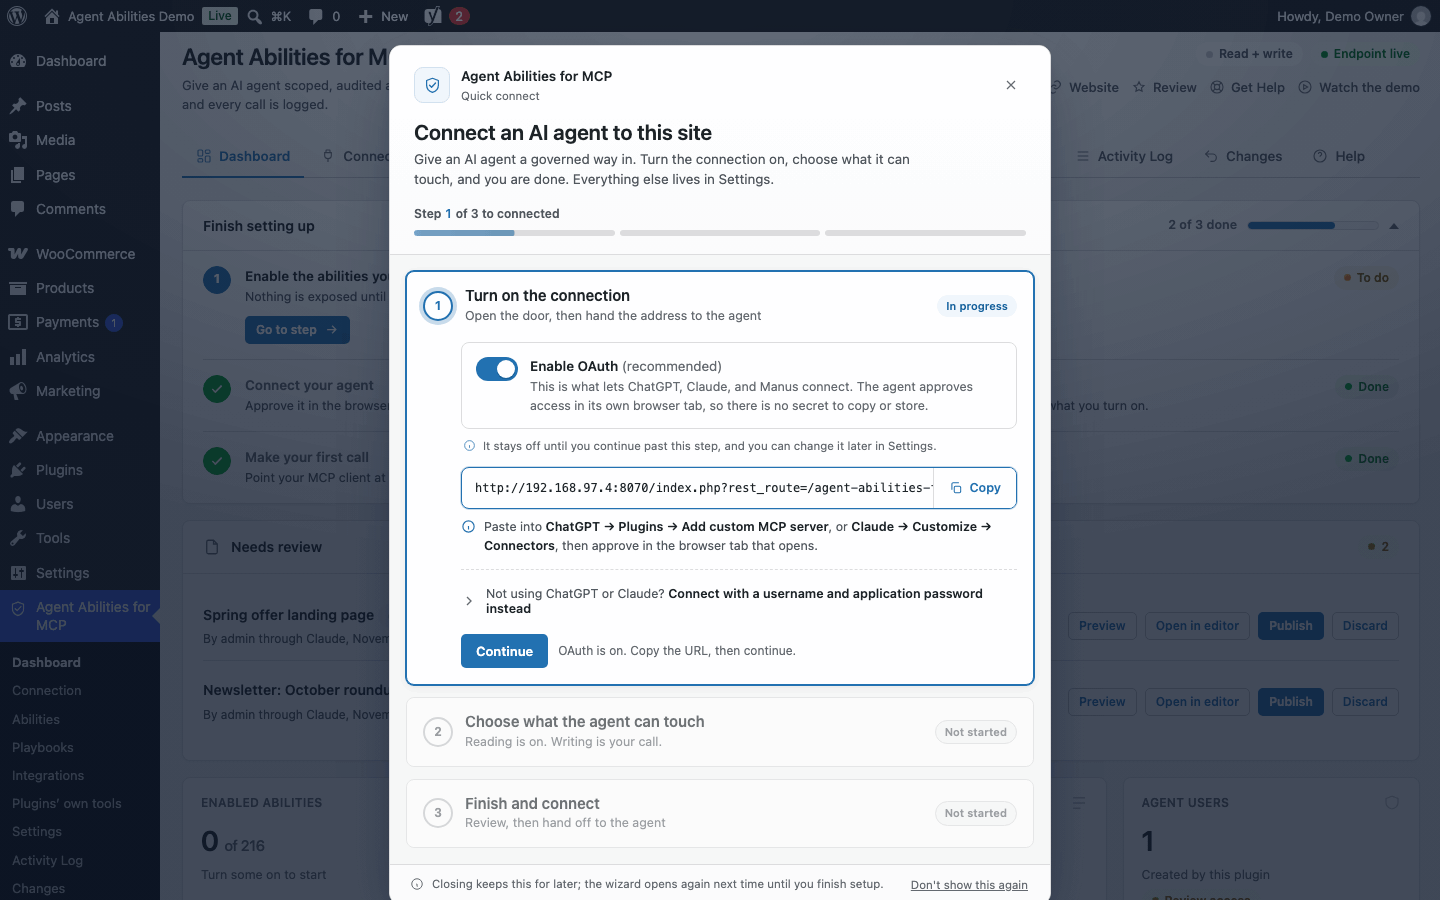 Agent Abilities Demo Live ⌘K 0 New 2 Howdy, Demo Owner
Dashboard
Posts
Media
Pages
Comments
WooCommerce
Products
Payments 1
Analytics
Marketing
Appearance
Plugins
Users
Tools
Settings
Agent Abilities for
MCP
Dashboard
Connection
Abilities
Playbooks
Integrations
Plugins' own tools
Settings
Activity Log
Changes
Agent Abilities for M
Give an AI agent scoped, audited
and every call is logged.
Read + write Endpoint live
Website Review Get Help Watch the demo
Dashboard Activity Log Changes Help
Finish setting up 2 of 3 done
1 Enable the abilities To do
Nothing is exposed until
Go to step →
Connect your agent Done
Approve it in the what you turn on.
Make your first call Done
Point your MCP client at
Needs review 2
Spring offer landing page
By admin through Claude,
Preview Open in editor Publish Discard
Newsletter: October
By admin through Claude,
Preview Open in editor Publish Discard
ENABLED ABILITIES
0 of 216
Turn some on to start
AGENT USERS
1
Created by this plugin
Agent Abilities for MCP
Quick connect
Connect an AI agent to this site
Give an AI agent a governed way in. Turn the connection on, choose what it can
touch, and you are done. Everything else lives in Settings.
Step 1 of 3 to connected
1 Turn on the connection In progress
Open the door, then hand the address to the agent
Enable OAuth (recommended)
This is what lets ChatGPT, Claude, and Manus connect. The agent approves
access in its own browser tab, so there is no secret to copy or store.
It stays off until you continue past this step, and you can change it later in Settings.
http://192.168.97.4:8070/index.php?rest_route=/agent-abilities- Copy
Paste into ChatGPT → Plugins → Add custom MCP server, or Claude → Customize →
Connectors, then approve in the browser tab that opens.
Not using ChatGPT or Claude? Connect with a username and application password
instead
Continue OAuth is on. Copy the URL, then continue.
2 Choose what the agent can touch Not started
Reading is on. Writing is your call.
3 Finish and connect Not started
Review, then hand off to the agent
Closing keeps this for later; the wizard opens again next time until you finish setup. Don't show this again